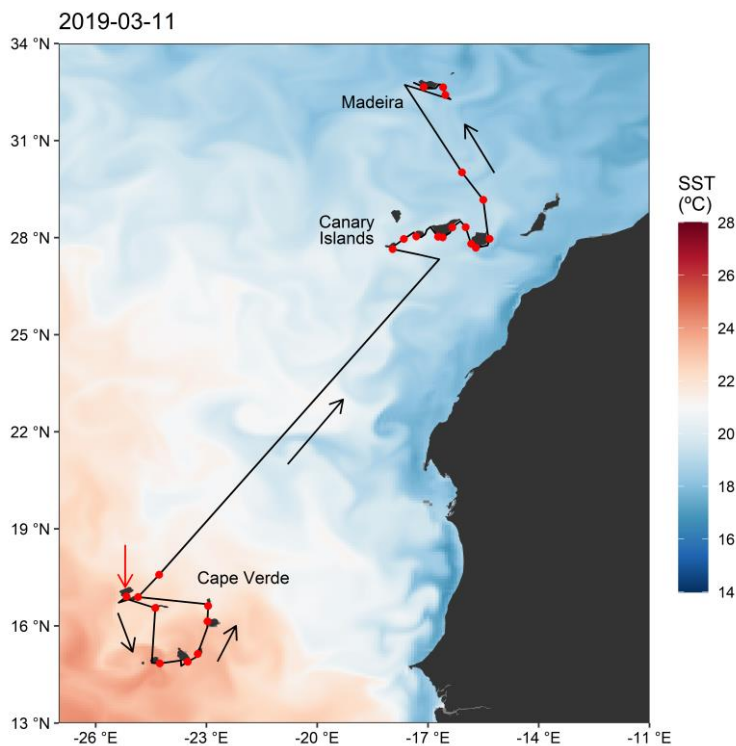 2019-03-11
34 °N
31 °N
28 °N
25 °N
22 °N
19 °N
16 °N
13 °N
Madeira
Canary
Islands
Cape Verde
-26 °E
-23 °E
-20 °E
-17 °E
-14 °E
-11 °E
SST
(ºC)
28
26
24
22
20
18
16
14